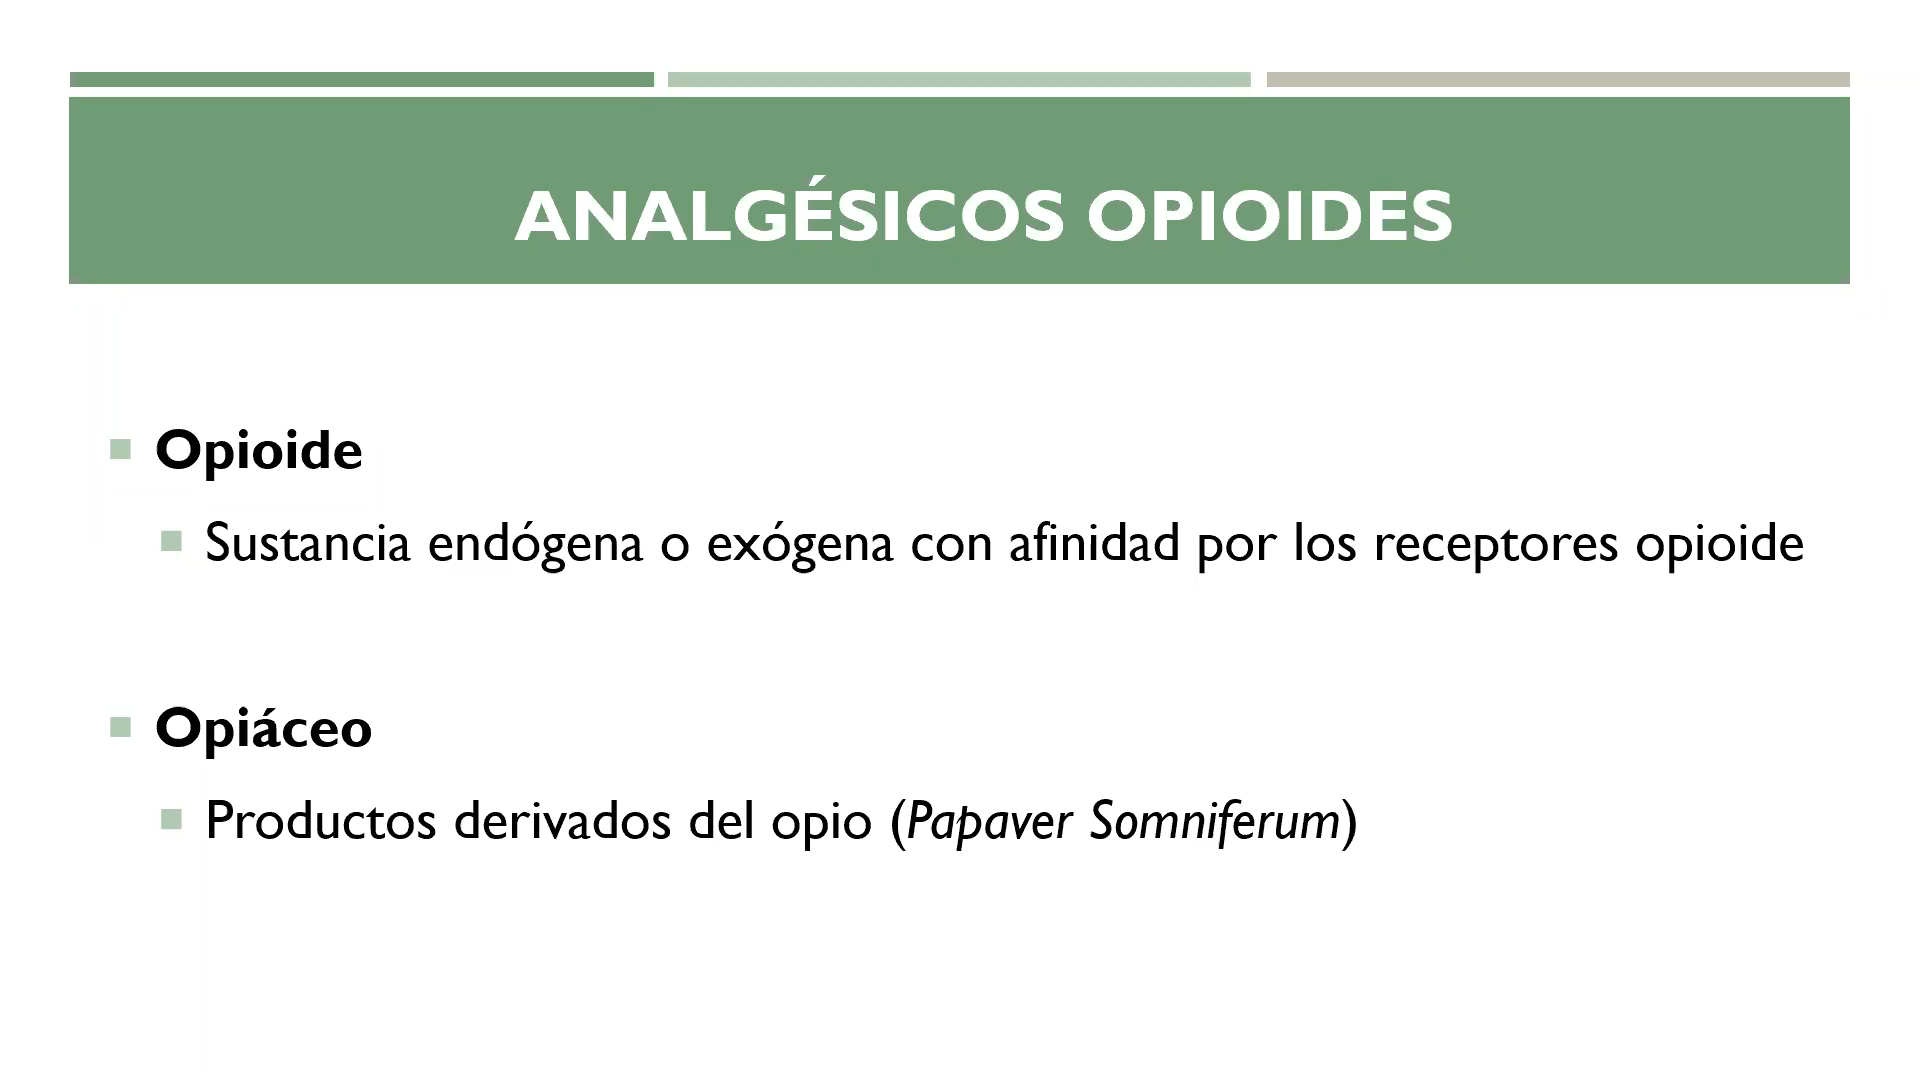 ANALGÉSICOS OPIOIDES
Opioide
Sustancia endógena o exógena con afinidad por los receptores opioide
Opiáceo
Productos derivados del opio (Papaver Somniferum)